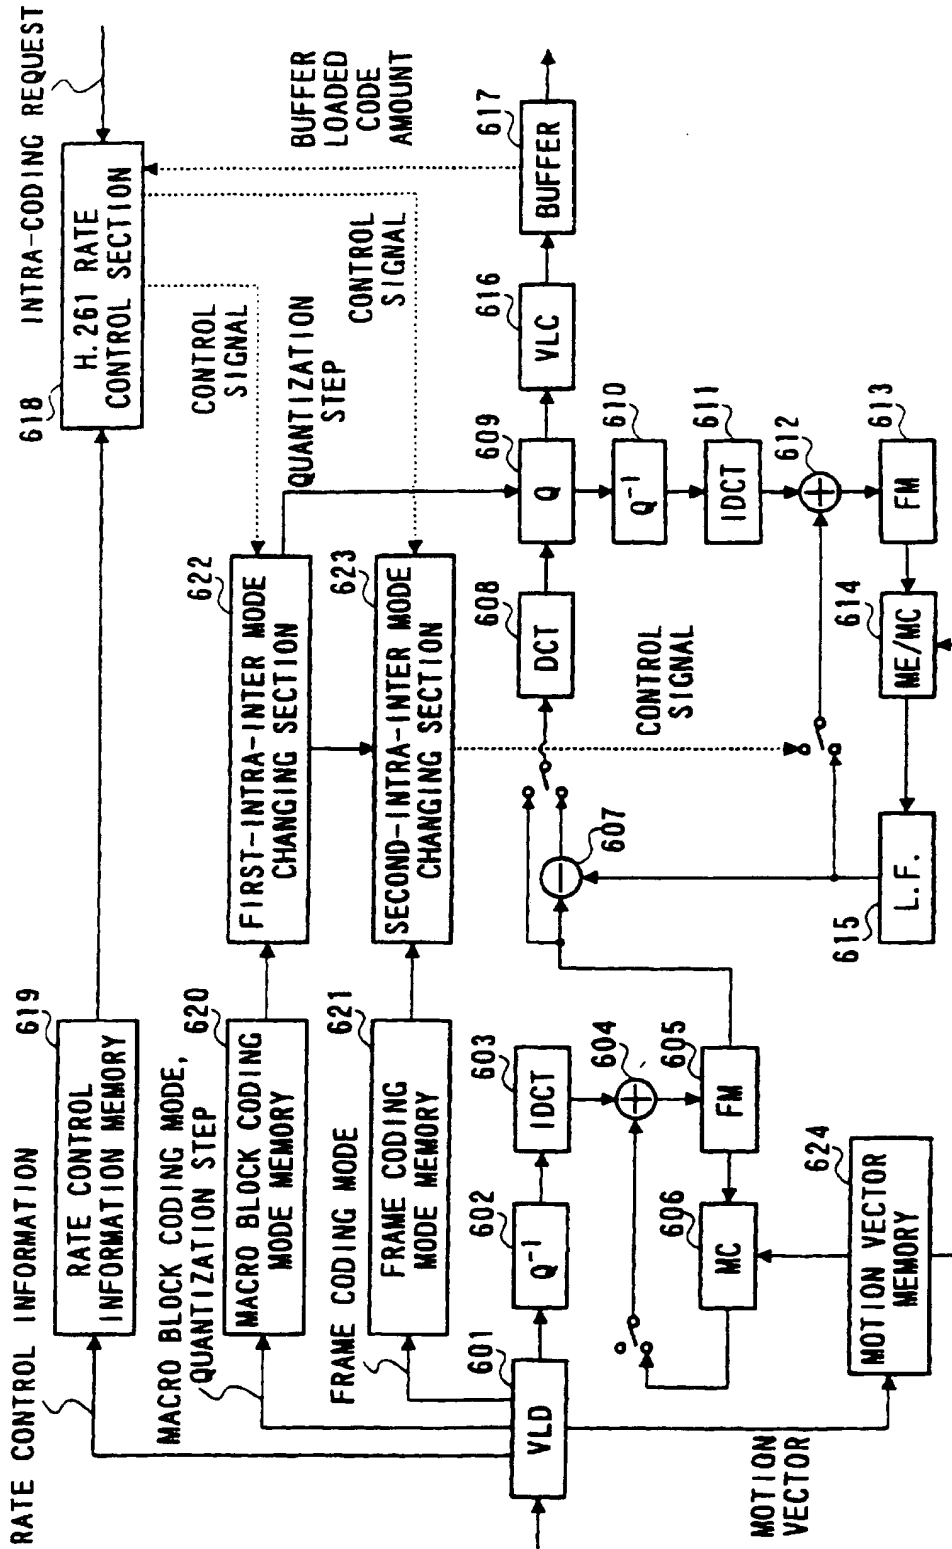 RATE CONTROL INFORMATION
619
RATE CONTROL
INFORMATION MEMORY
618
H.261 RATE
CONTROL SECTION
INTRA-CODING REQUEST
MACRO BLOCK CODING MODE,
QUANTIZATION STEP
620
MACRO BLOCK CODING
MODE MEMORY
622
FIRST-INTRA-INTER MODE
CHANGING SECTION
CONTROL
SIGNAL
QUANTIZATION
STEP
CONTROL
SIGNAL
BUFFER
LOADED
CODE
AMOUNT
FRAME CODING MODE
621
FRAME CODING
MODE MEMORY
623
SECOND-INTRA-INTER MODE
CHANGING SECTION
601
VLD
602
Q-1
603
IDCT
604
605
FM
606
MC
607
608
DCT
609
Q
616
VLC
617
BUFFER
610
Q-1
611
IDCT
612
613
FM
614
ME/MC
615
L.F.
CONTROL
SIGNAL
MOTION
VECTOR
624
MOTION VECTOR
MEMORY